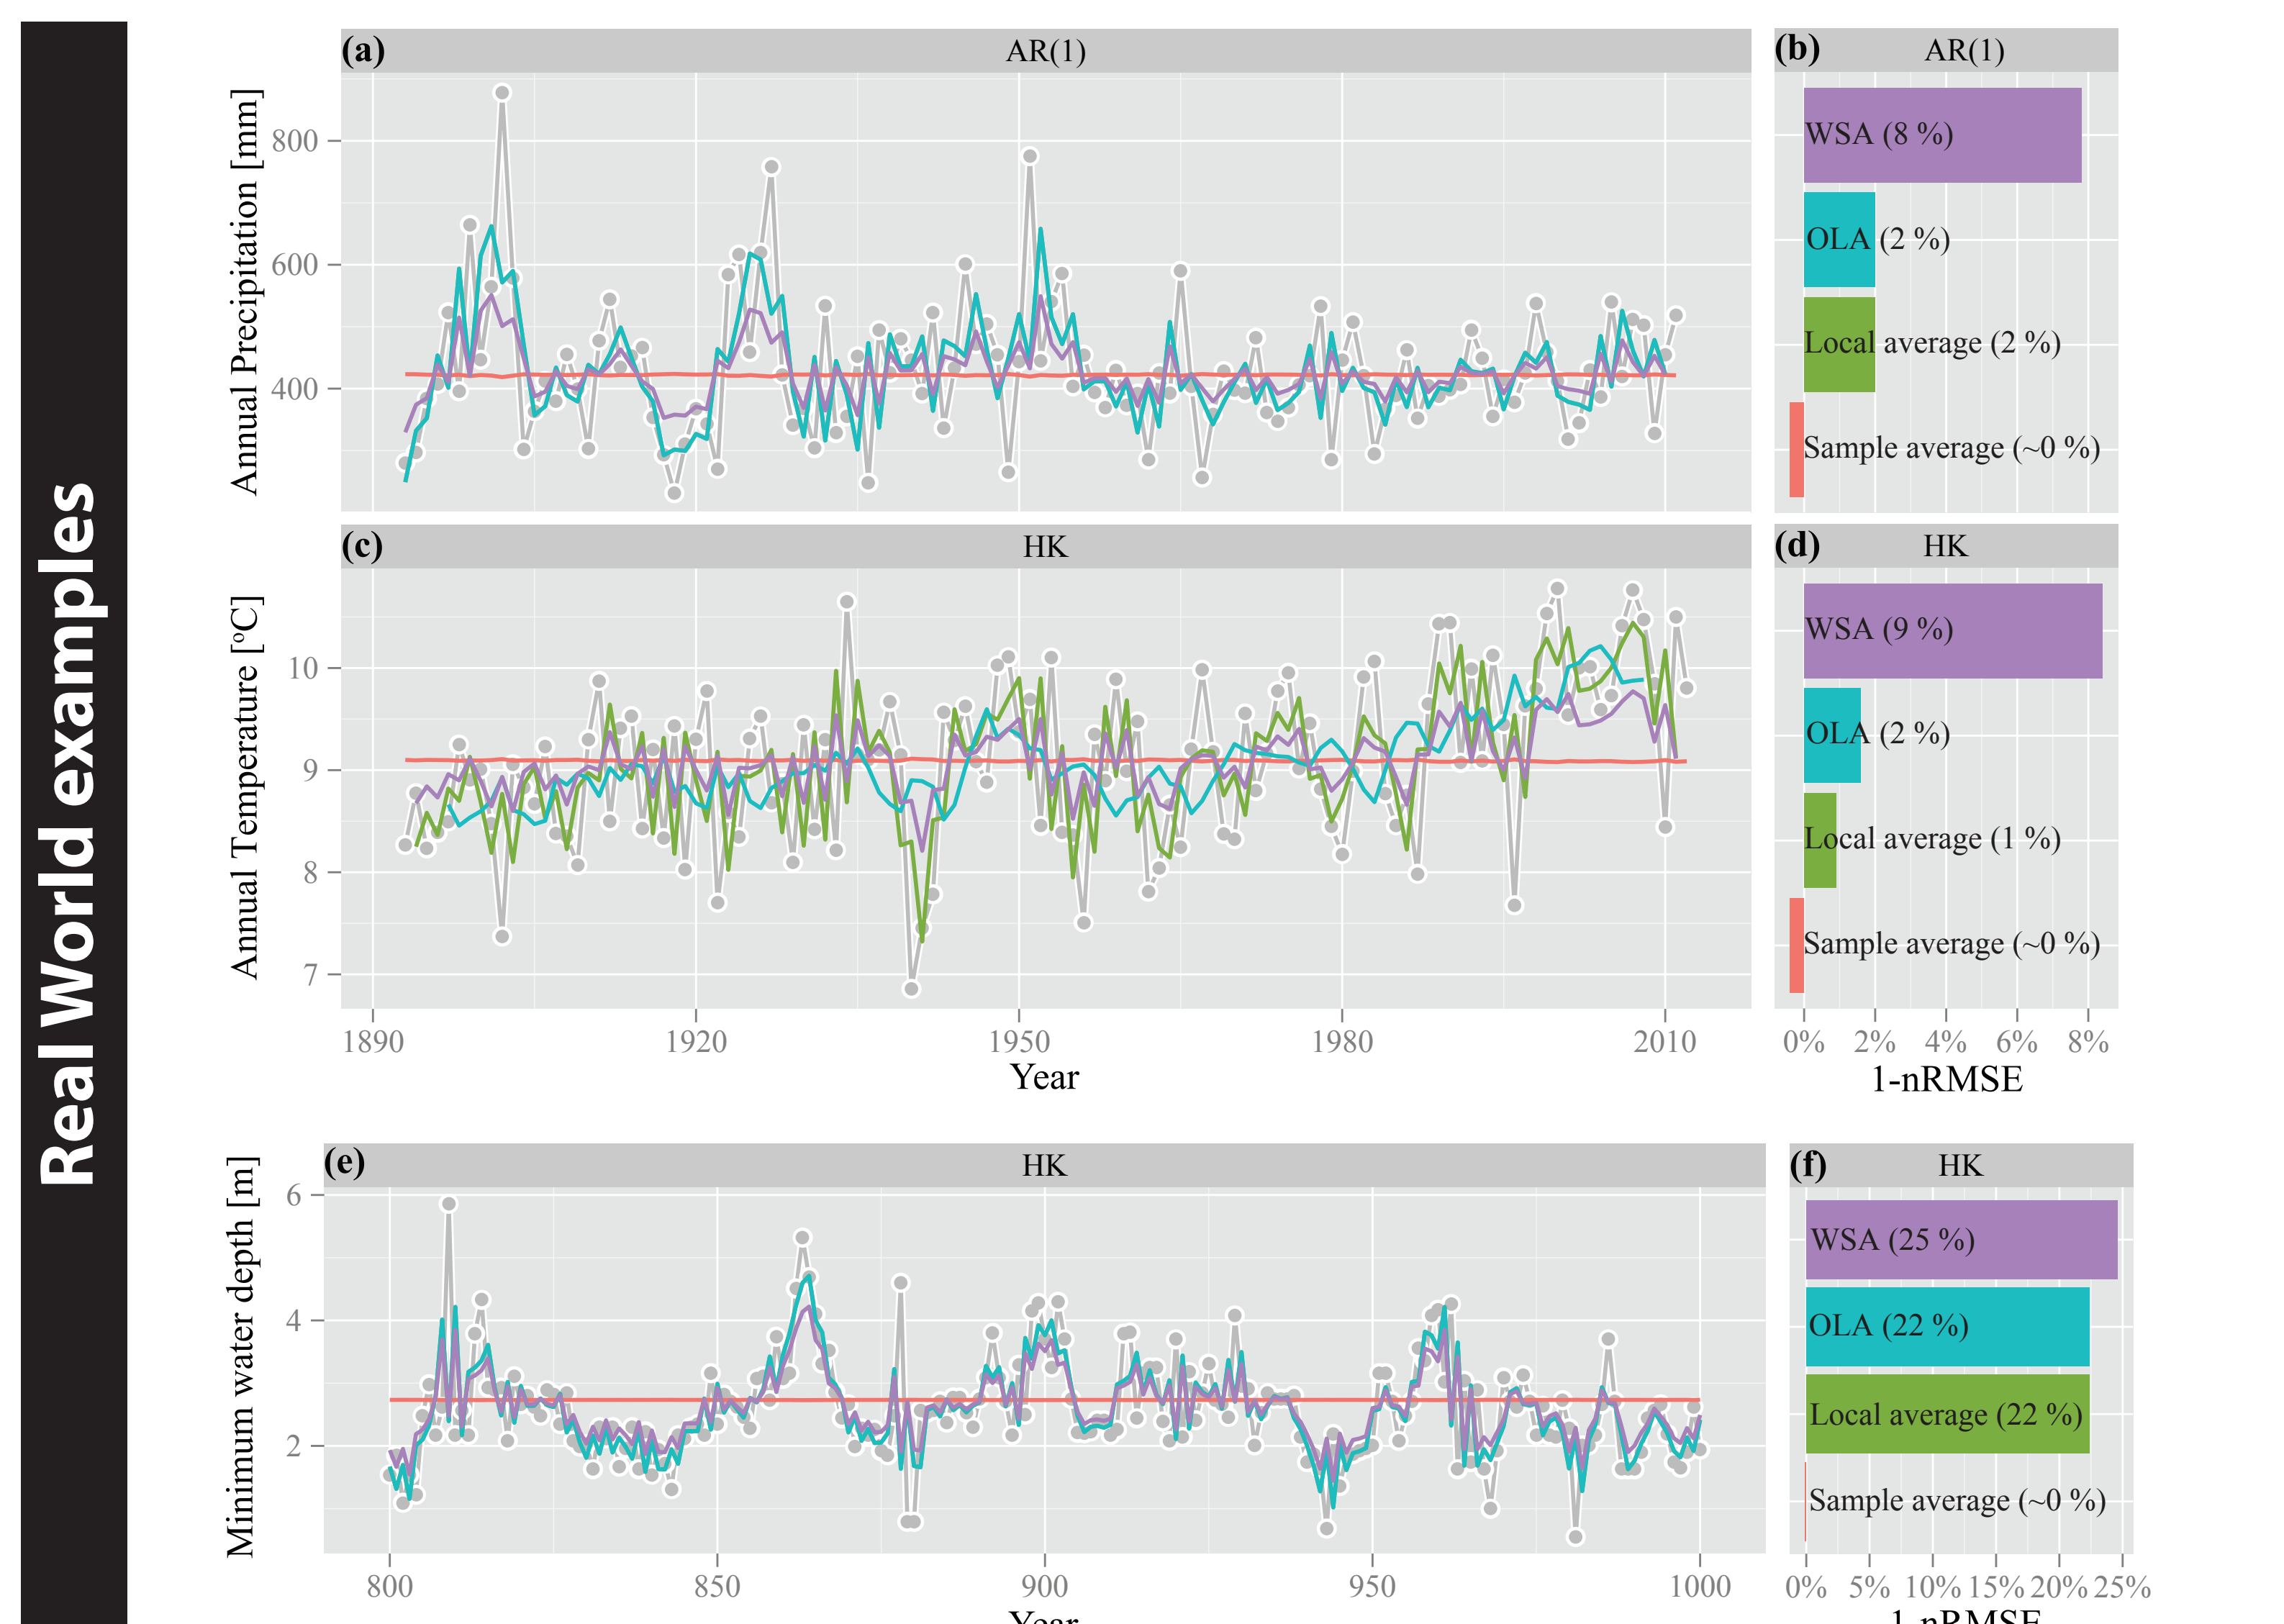 Real World examples
(a)
AR(1)
Annual Precipitation [mm]
800
600
400
(b)
AR(1)
WSA (8 %)
OLA (2 %)
Local average (2 %)
Sample average (~0 %)
(c)
HK
Annual Temperature [°C]
10
9
8
7
1890
1920
1950
1980
2010
Year
(d)
HK
WSA (9 %)
OLA (2 %)
Local average (1 %)
Sample average (~0 %)
0%
2%
4%
6%
8%
1-nRMSE
(e)
HK
Minimum water depth [m]
6
4
2
800
850
900
950
1000
Year
(f)
HK
WSA (25 %)
OLA (22 %)
Local average (22 %)
Sample average (~0 %)
0%
5%
10%
15%
20%
25%
1-nRMSE